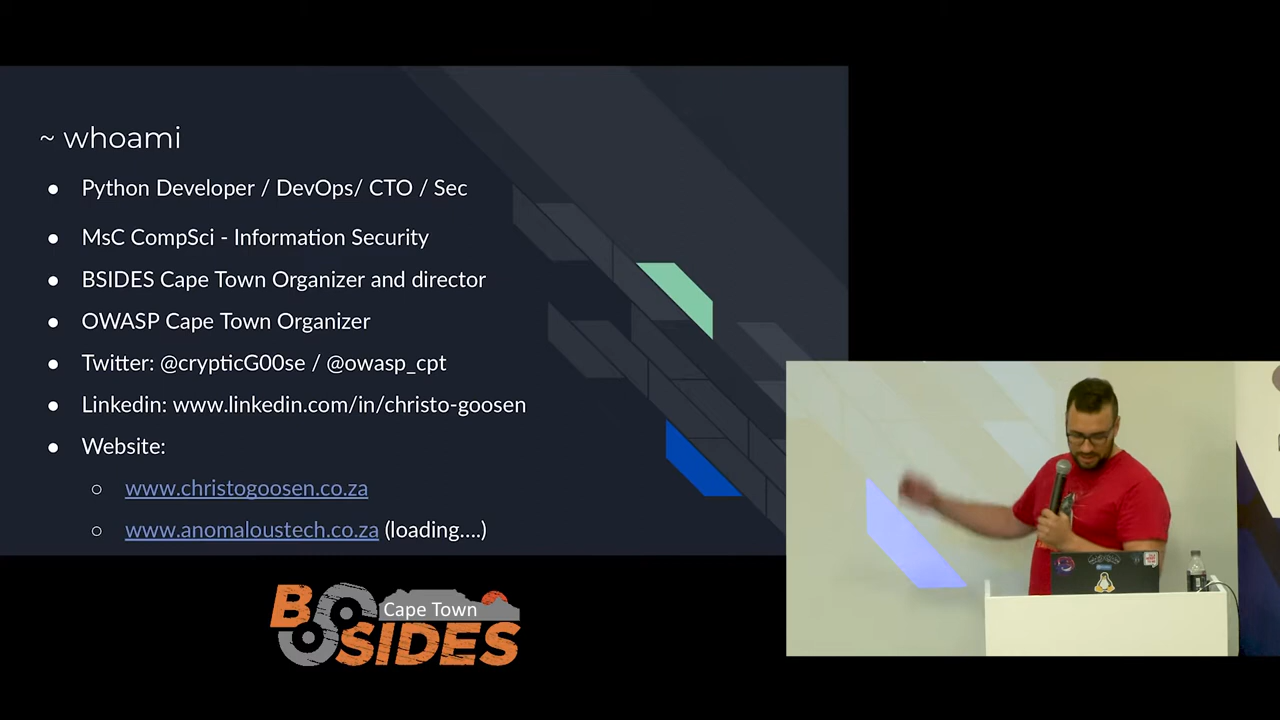 ~ whoami
● Python Developer / DevOps/ CTO / Sec
● MsC CompSci - Information Security
● BSIDES Cape Town Organizer and director
● OWASP Cape Town Organizer
● Twitter: @crypticG00se / @owasp_cpt
● Linkedin: www.linkedin.com/in/christo-goosen
● Website:
○ www.christogoosen.co.za
○ www.anomaloustech.co.za (loading....)
B Cape Town
SIDES